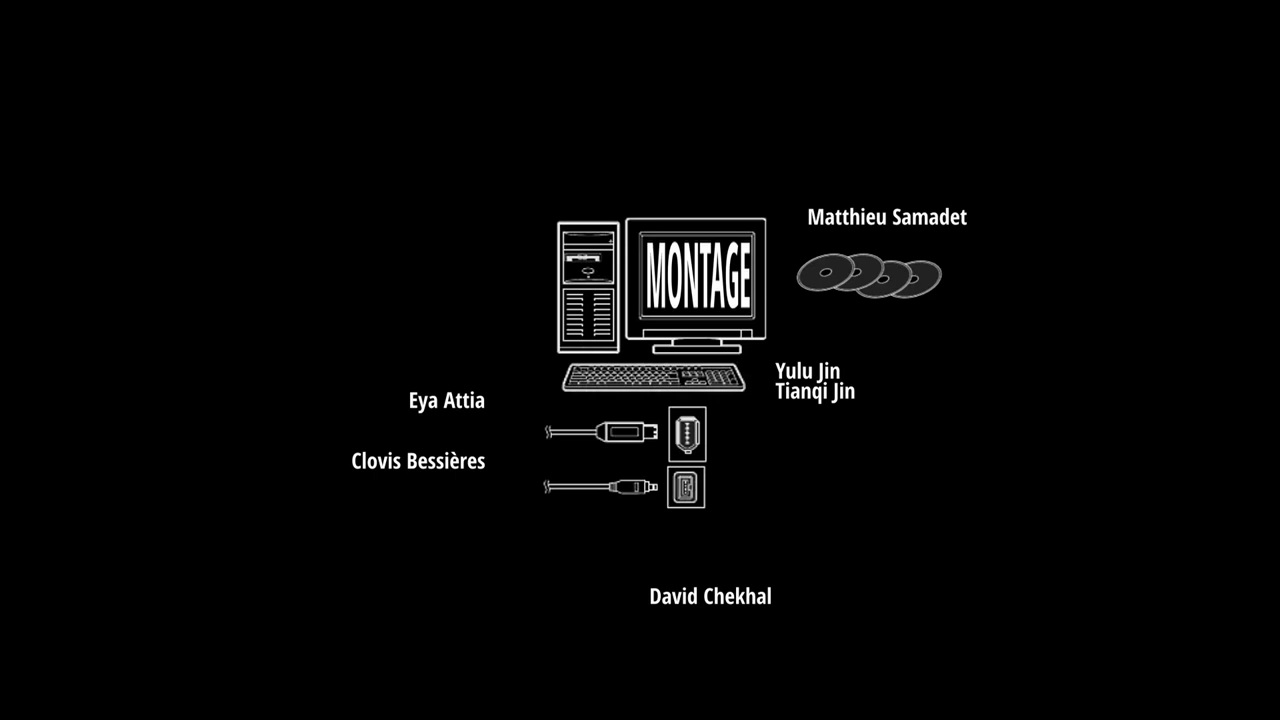 Matthieu Samadet
MONTAGE
Yulu Jin
Tianqi Jin
Eya Attia
Clovis Bessières
David Chekhal